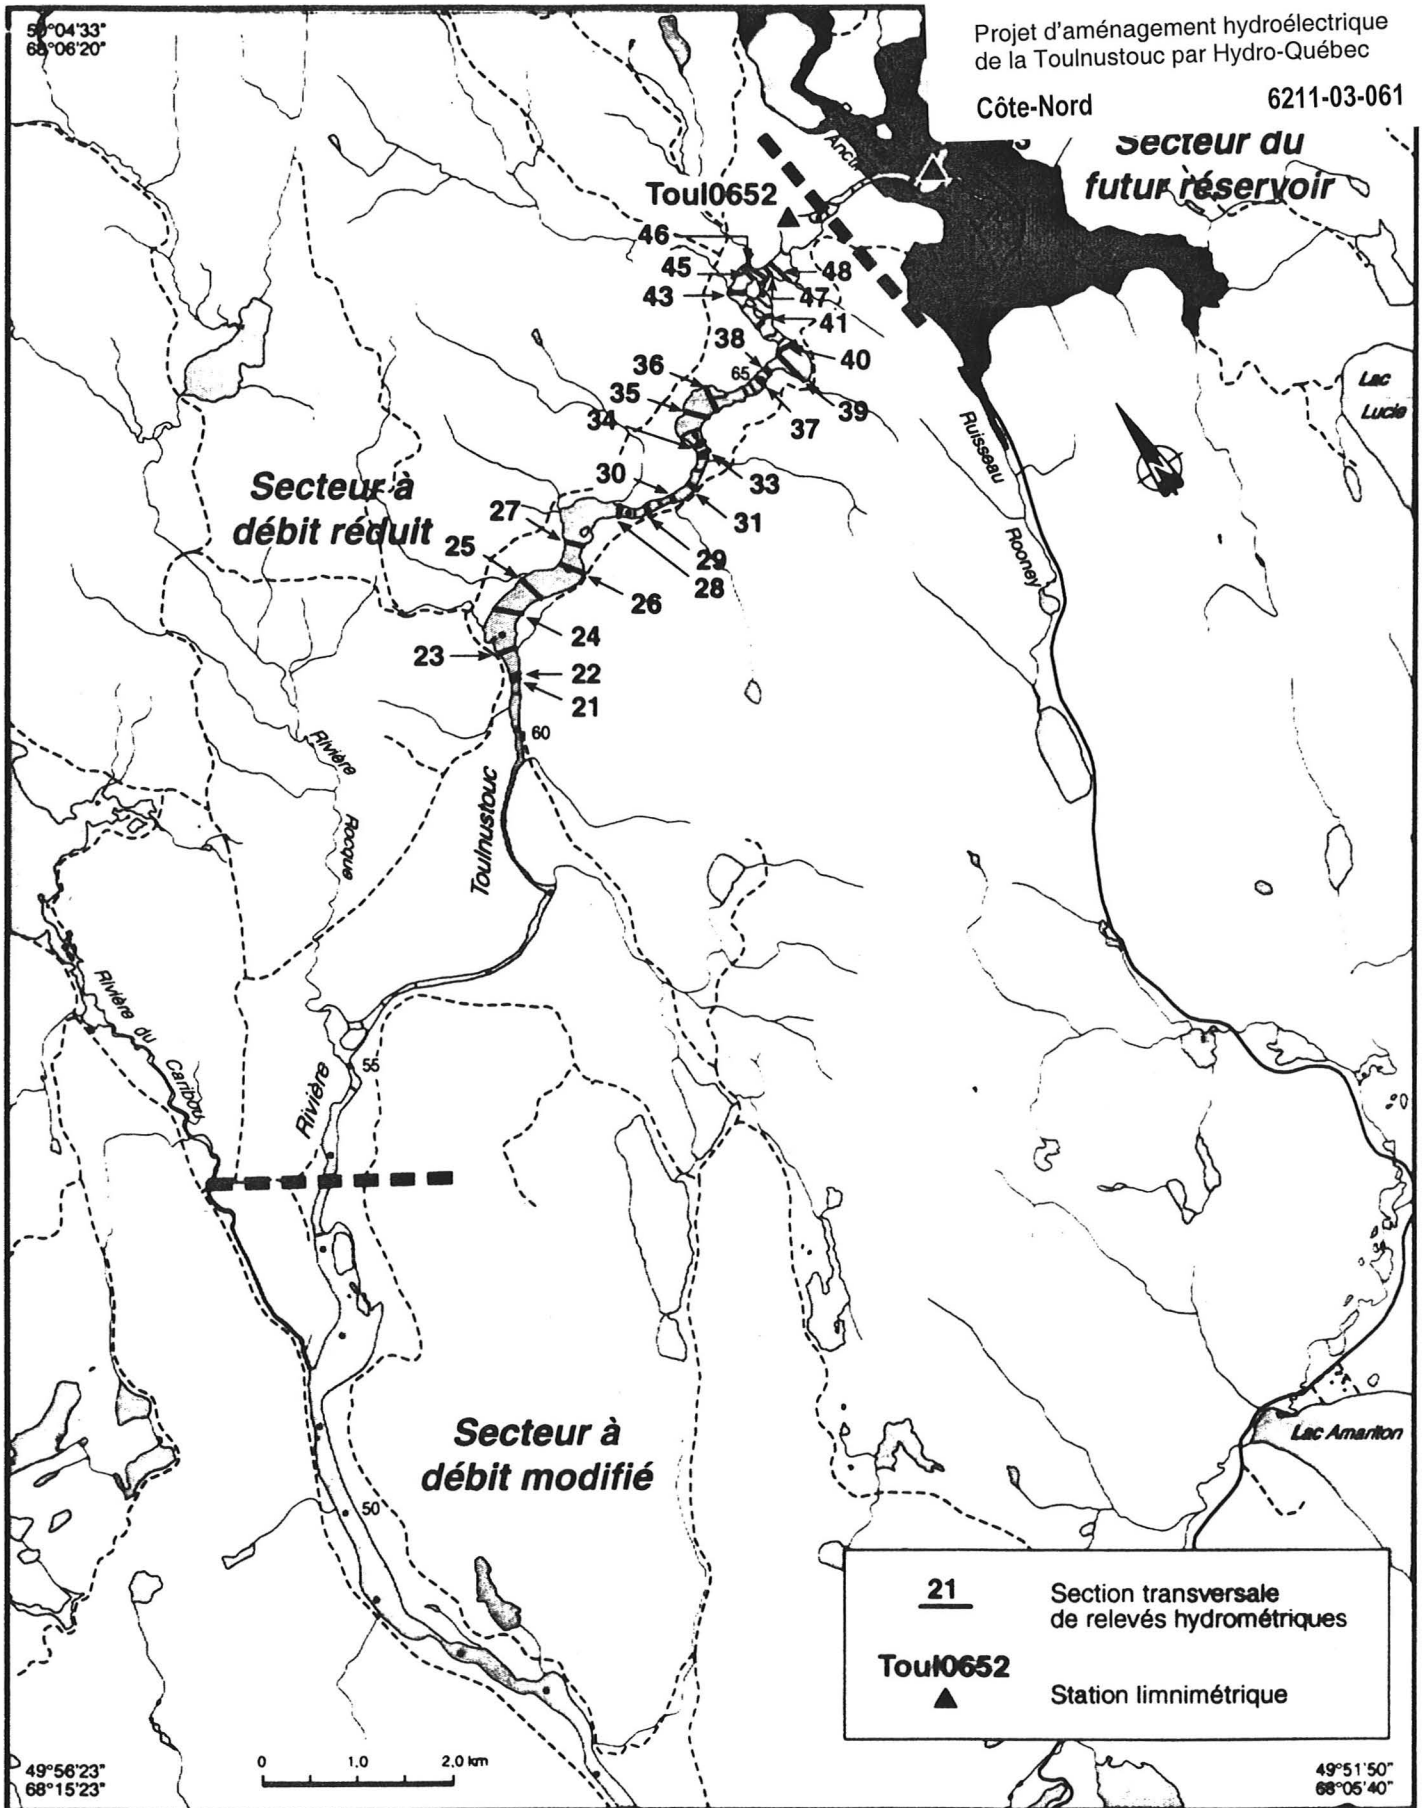 Projet d'aménagement hydroélectrique
de la Toulnustouc par Hydro-Québec
Côte-Nord 6211-03-061
68°06'20"
Secteur du
futur réservoir
Toul0652
46
45
48
43
47
41
38
40
36
65
35
39
34
37
Lac
Lucie
Ruisseau
Rooney
N
33
30
31
Secteur à
débit réduit
27
29
25
28
26
24
23
22
21
60
Rivière
Rocque
Toulnustouc
Rivière du
Caribou
Rivière
55
Secteur à
débit modifié
50
Lac Amariton
21
Section transversale
de relevés hydrométriques
Toul0652
Station limnimétrique
0 1,0 2,0 km
49°56'23"
68°15'23"
49°51'50"
68°05'40"